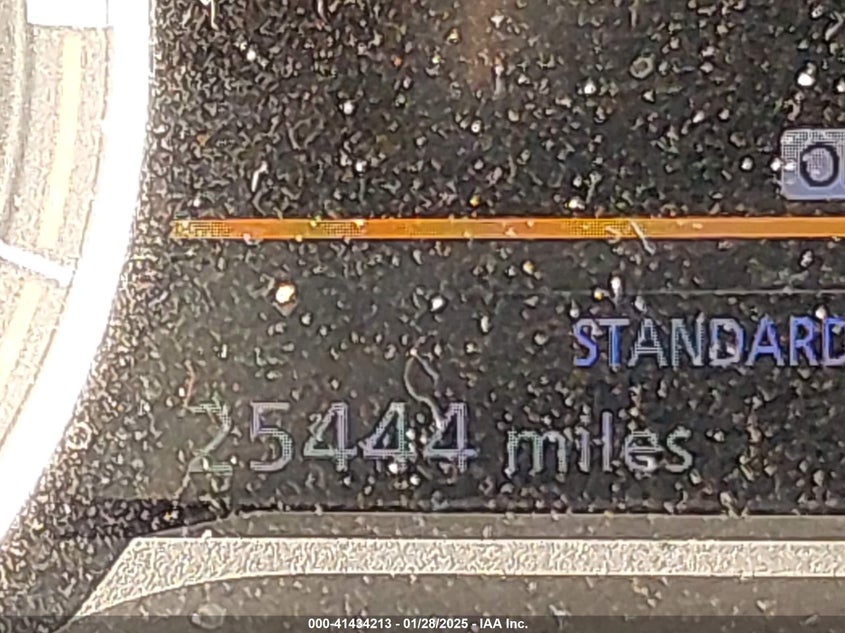 STANDARD
25444 miles
000-41434213 - 01/28/2025 - IAA Inc.